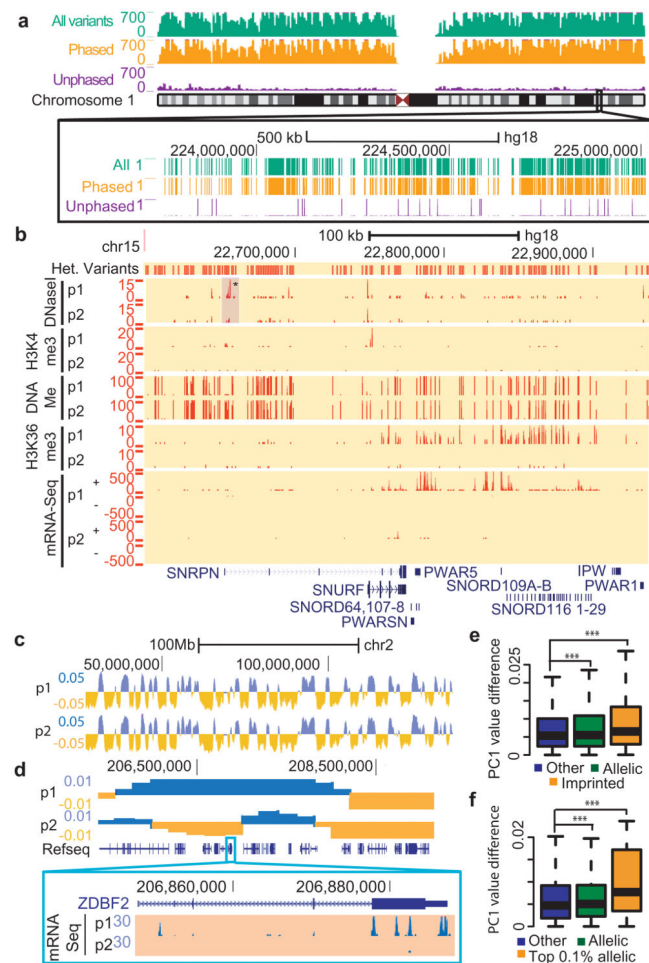 a
All variants 700
0
Phased 700
0
Unphased 700
0
Chromosome 1
500 kb hg18
224,000,000 224,500,000 225,000,000
All 1
Phased 1
Unphased 1
b
chr15 100 kb hg18
22,700,000 22,800,000 22,900,000
Het. Variants
DNaseI p1 15 0 *
p2 15 0
H3K4 me3 p1 20 0
p2 20 0
DNA Me p1 100 0
p2 100 0
H3K36 me3 p1 10 0
p2 10 0
mRNA-Seq p1 + 500 0
- -500
p2 + 500 0
- -500
SNRPN PWAR5 IPW
SNURF SNORD109A-B PWAR1
SNORD64,107-8 SNORD116 1-29
PWARSN
c
100Mb chr2
50,000,000 100,000,000
p1 0.05
-0.05
p2 0.05
-0.05
d
206,500,000 208,500,000
p1 0.01
-0.01
p2 0.01
-0.01
Refseq
206,860,000 206,880,000
ZDBF2
mRNA Seq p1 30
p2 30
e
PC1 value difference
0.025
0
***
***
Other Allelic
Imprinted
f
PC1 value difference
0.02
0
***
***
Other Allelic
Top 0.1% allelic